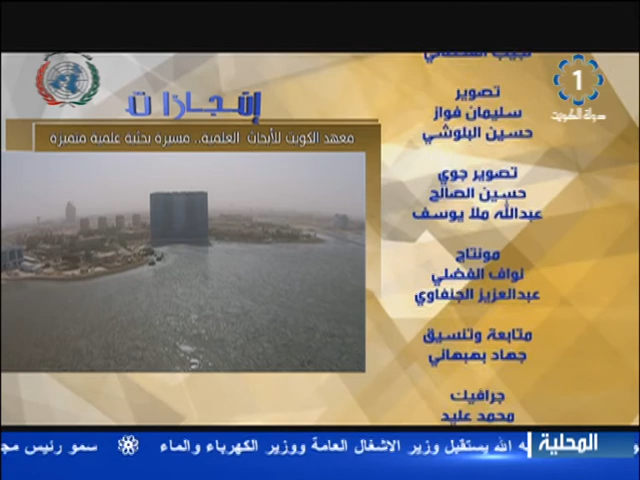 1
دولة الكويت
إنجازات
معهد الكويت للأبحاث العلمية.. مسيرة بحثية علمية متميزة
تصوير
سليمان فواز
حسين البلوشي
تصوير جوي
حسين الصالح
عبدالله ملا يوسف
مونتاج
نواف الفضلي
عبدالعزيز الجنفاوي
متابعة وتنسيق
جهاد بهبهاني
جرافيك
محمد عليد
المحلية
ه الله يستقبل وزير الاشغال العامة ووزير الكهرباء والماء سمو رئيس مج